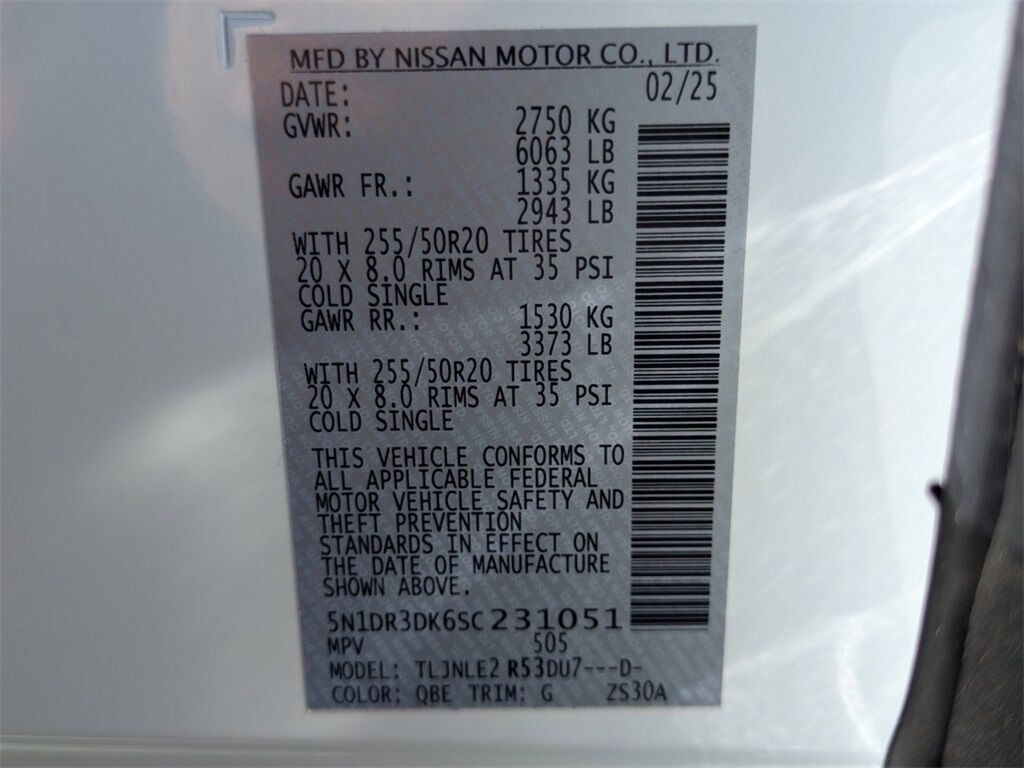 MFD BY NISSAN MOTOR CO., LTD.
DATE: 02/25
GVWR: 2750 KG
6063 LB
GAWR FR.: 1335 KG
2943 LB
WITH 255/50R20 TIRES
20 X 8.0 RIMS AT 35 PSI
COLD SINGLE
GAWR RR.: 1530 KG
3373 LB
WITH 255/50R20 TIRES
20 X 8.0 RIMS AT 35 PSI
COLD SINGLE
THIS VEHICLE CONFORMS TO
ALL APPLICABLE FEDERAL
MOTOR VEHICLE SAFETY AND
THEFT PREVENTION
STANDARDS IN EFFECT ON
THE DATE OF MANUFACTURE
SHOWN ABOVE.
5N1DR3DK6SC231051
MPV 505
MODEL: TLJNLE2 R53DU7---D-
COLOR: QBE TRIM: G ZS30A